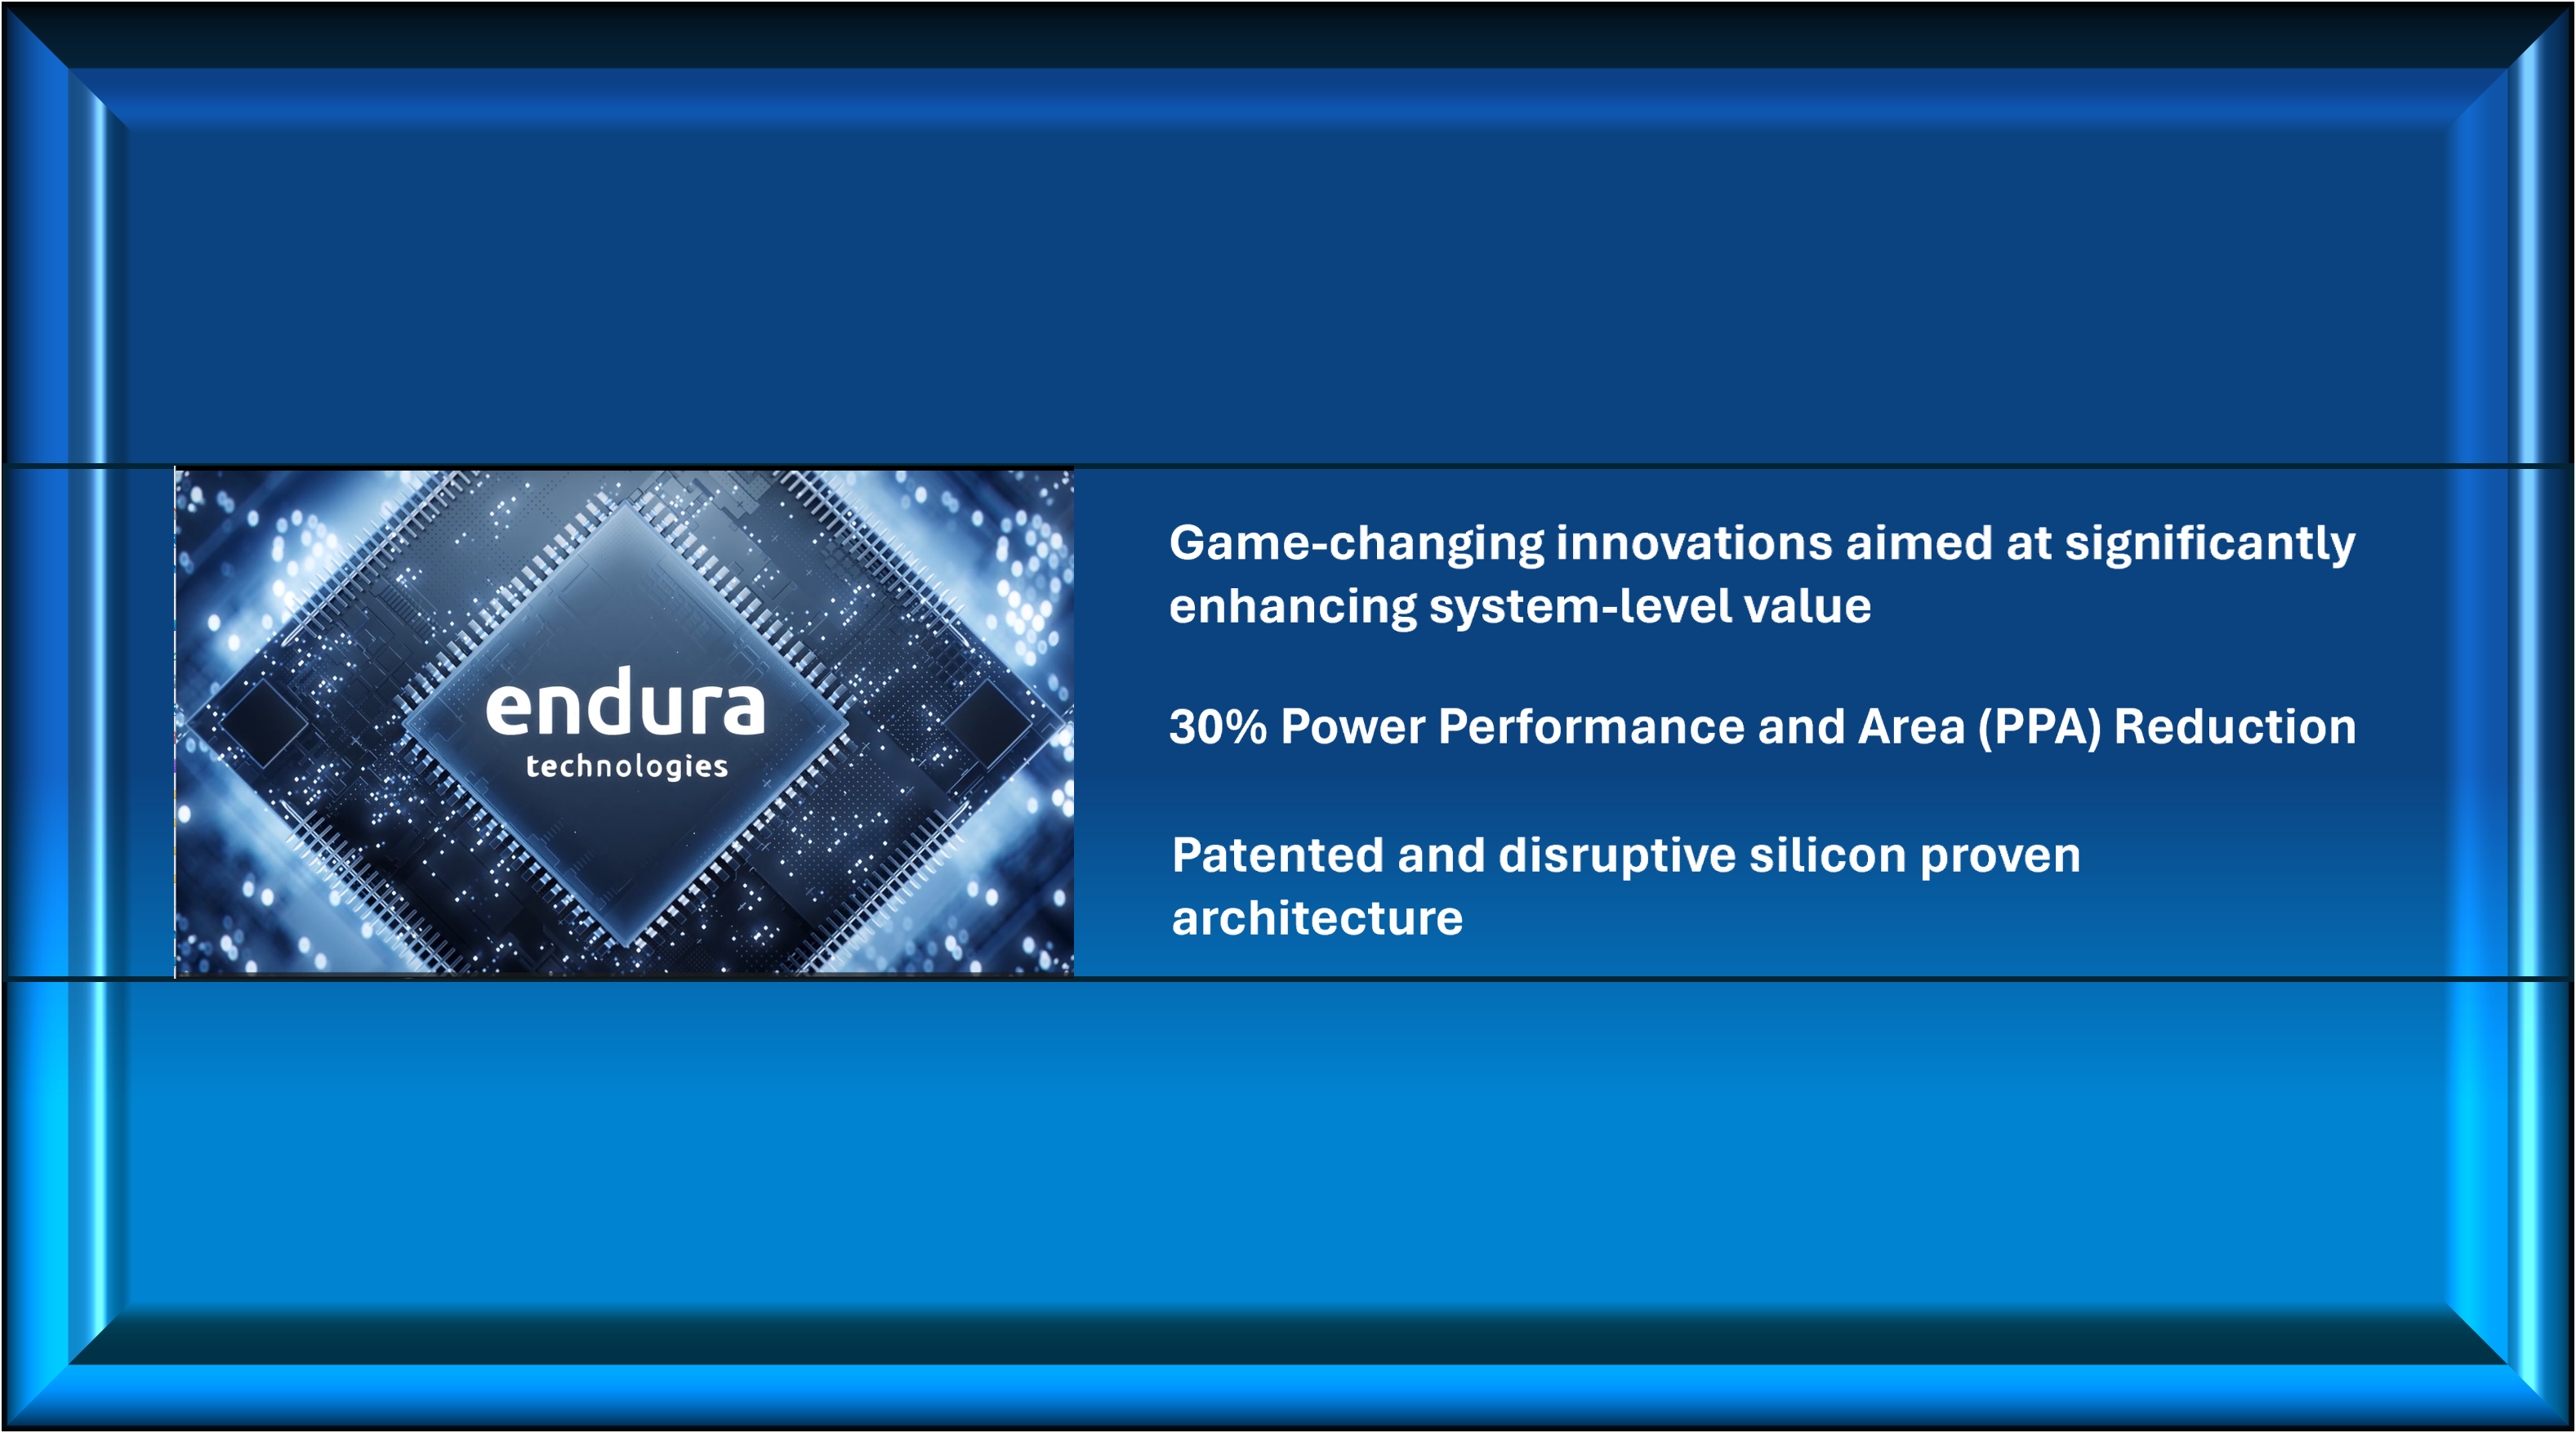 endura
technologies
Game-changing innovations aimed at significantly
enhancing system-level value
30% Power Performance and Area (PPA) Reduction
Patented and disruptive silicon proven
architecture